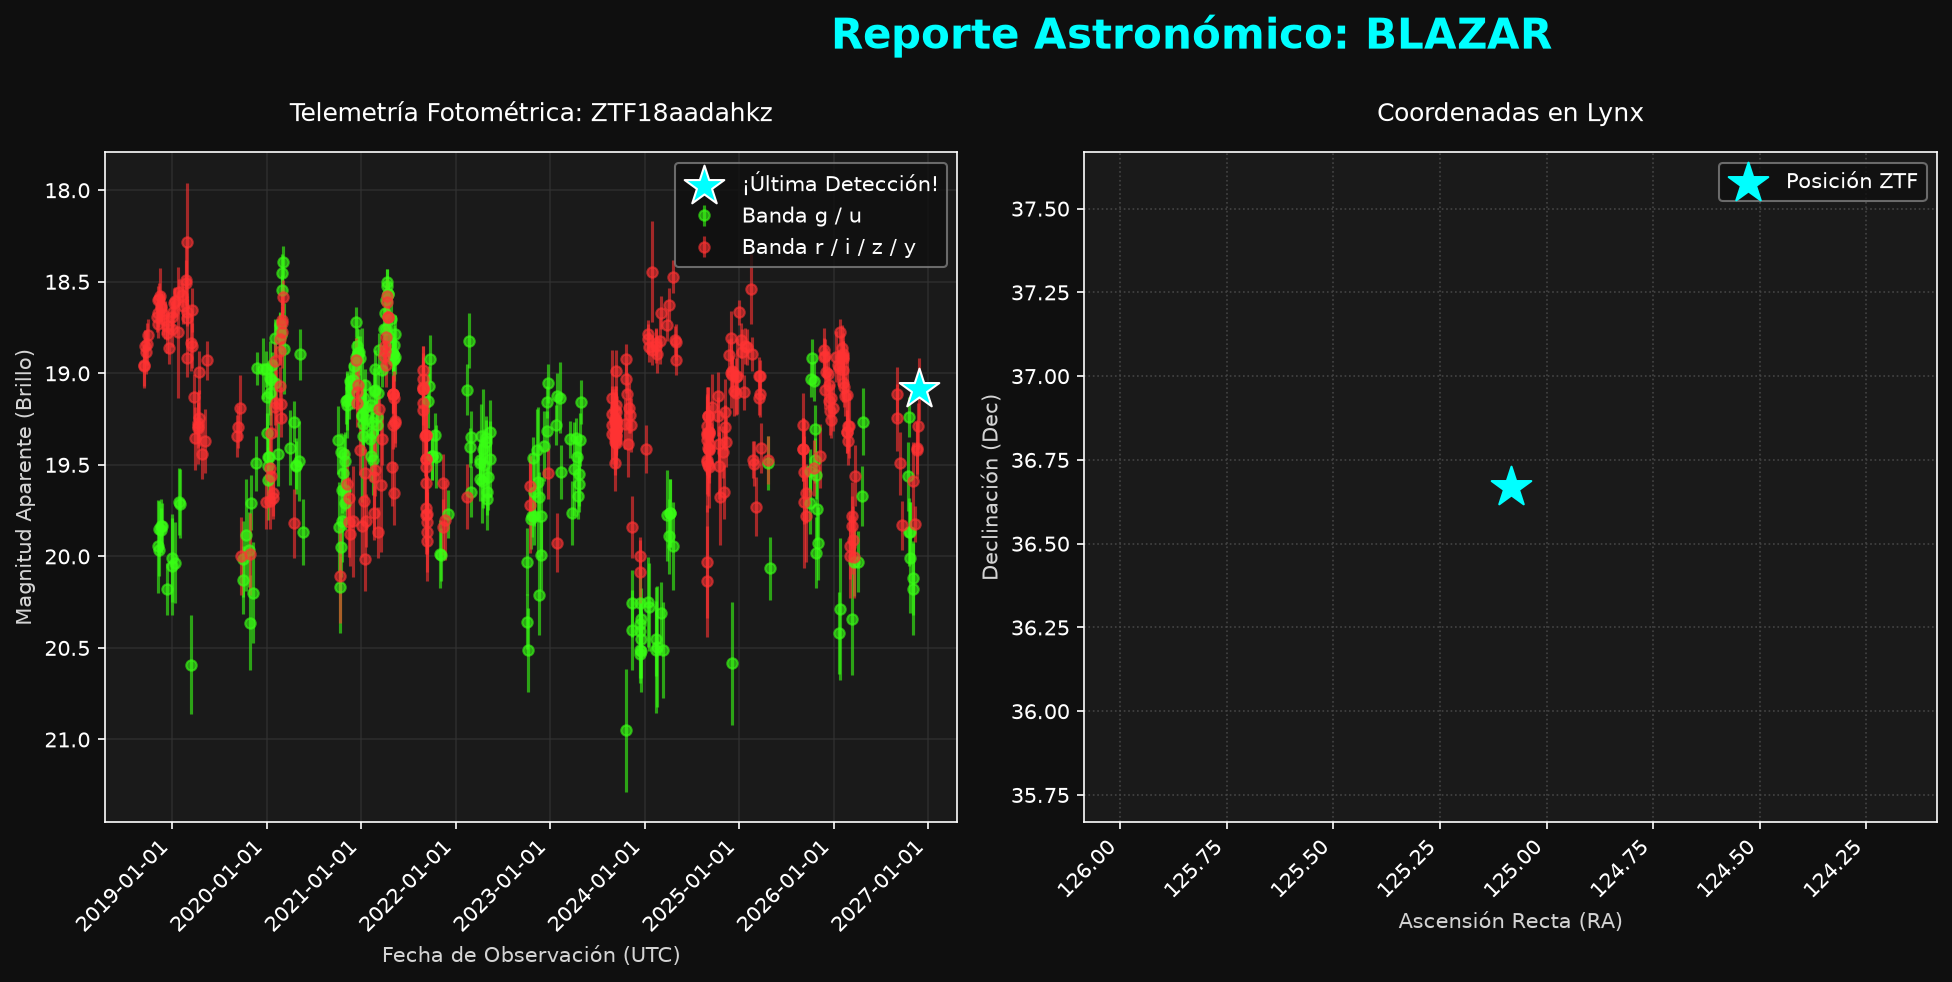 Reporte Astronómico: BLAZAR
Telemetría Fotométrica: ZTF18aadahkz
¡Última Detección!
Banda g / u
Banda r / i / z / y
Magnitud Aparente (Brillo)
18.0
18.5
19.0
19.5
20.0
20.5
21.0
2019-01-01
2020-01-01
2021-01-01
2022-01-01
2023-01-01
2024-01-01
2025-01-01
2026-01-01
2027-01-01
Fecha de Observación (UTC)
Coordenadas en Lynx
Posición ZTF
Declinación (Dec)
37.50
37.25
37.00
36.75
36.50
36.25
36.00
35.75
126.00
125.75
125.50
125.25
125.00
124.75
124.50
124.25
Ascensión Recta (RA)